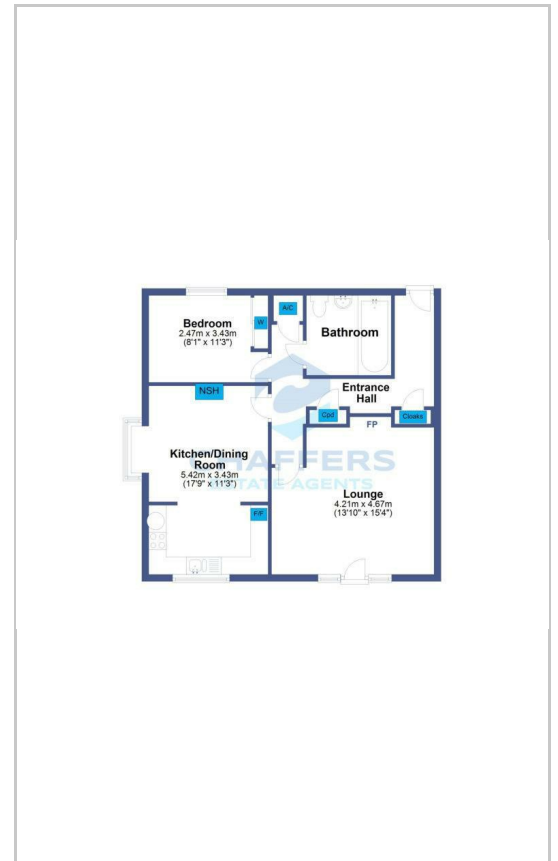 Bedroom
2.47m x 3.43m
(8'1" x 11'3")
W
A/C
Bathroom
NSH
Entrance
Hall
Cpd
Cloaks
FP
Kitchen/Dining
Room
5.42m x 3.43m
(17'9" x 11'3")
CHAFFERS
ESTATE AGENTS
Lounge
4.21m x 4.67m
(13'10" x 15'4")
F/F